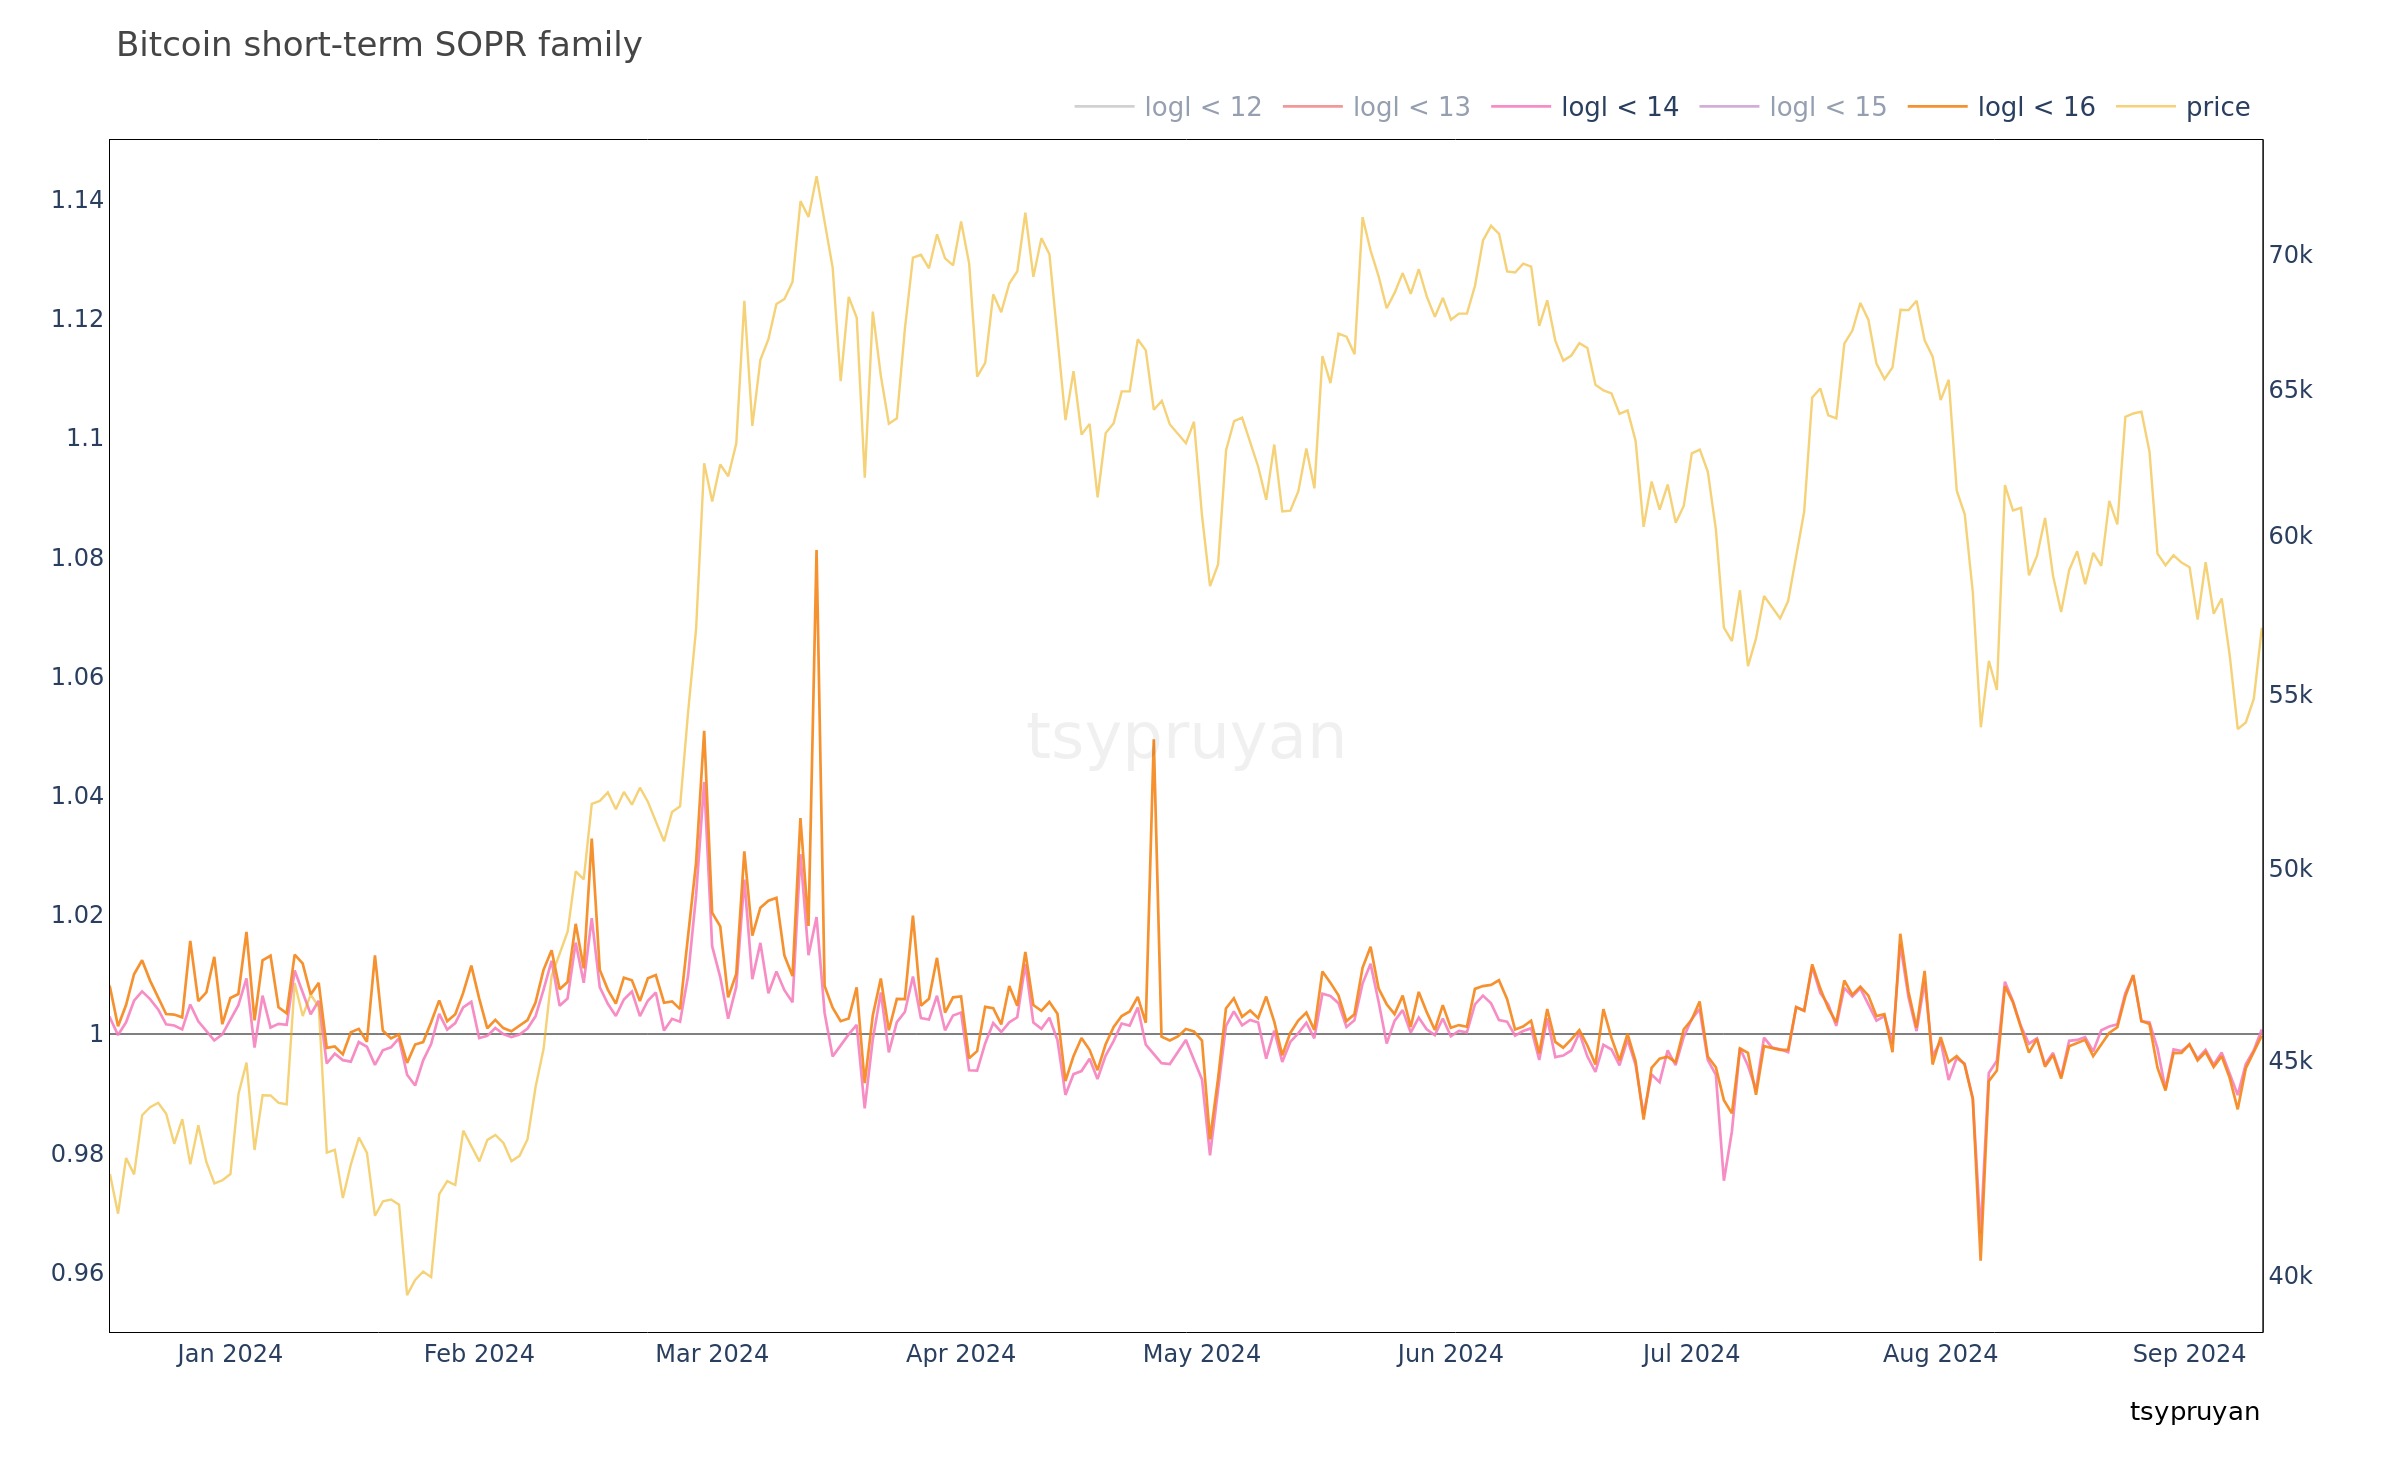 Bitcoin short-term SOPR family
logl < 12 logl < 13 logl < 14 logl < 15 logl < 16 price
1.14
1.12
1.1
1.08
1.06
1.04
1.02
1
0.98
0.96
70k
65k
60k
55k
50k
45k
40k
tsypruyan
Jan 2024 Feb 2024 Mar 2024 Apr 2024 May 2024 Jun 2024 Jul 2024 Aug 2024 Sep 2024
tsypruyan